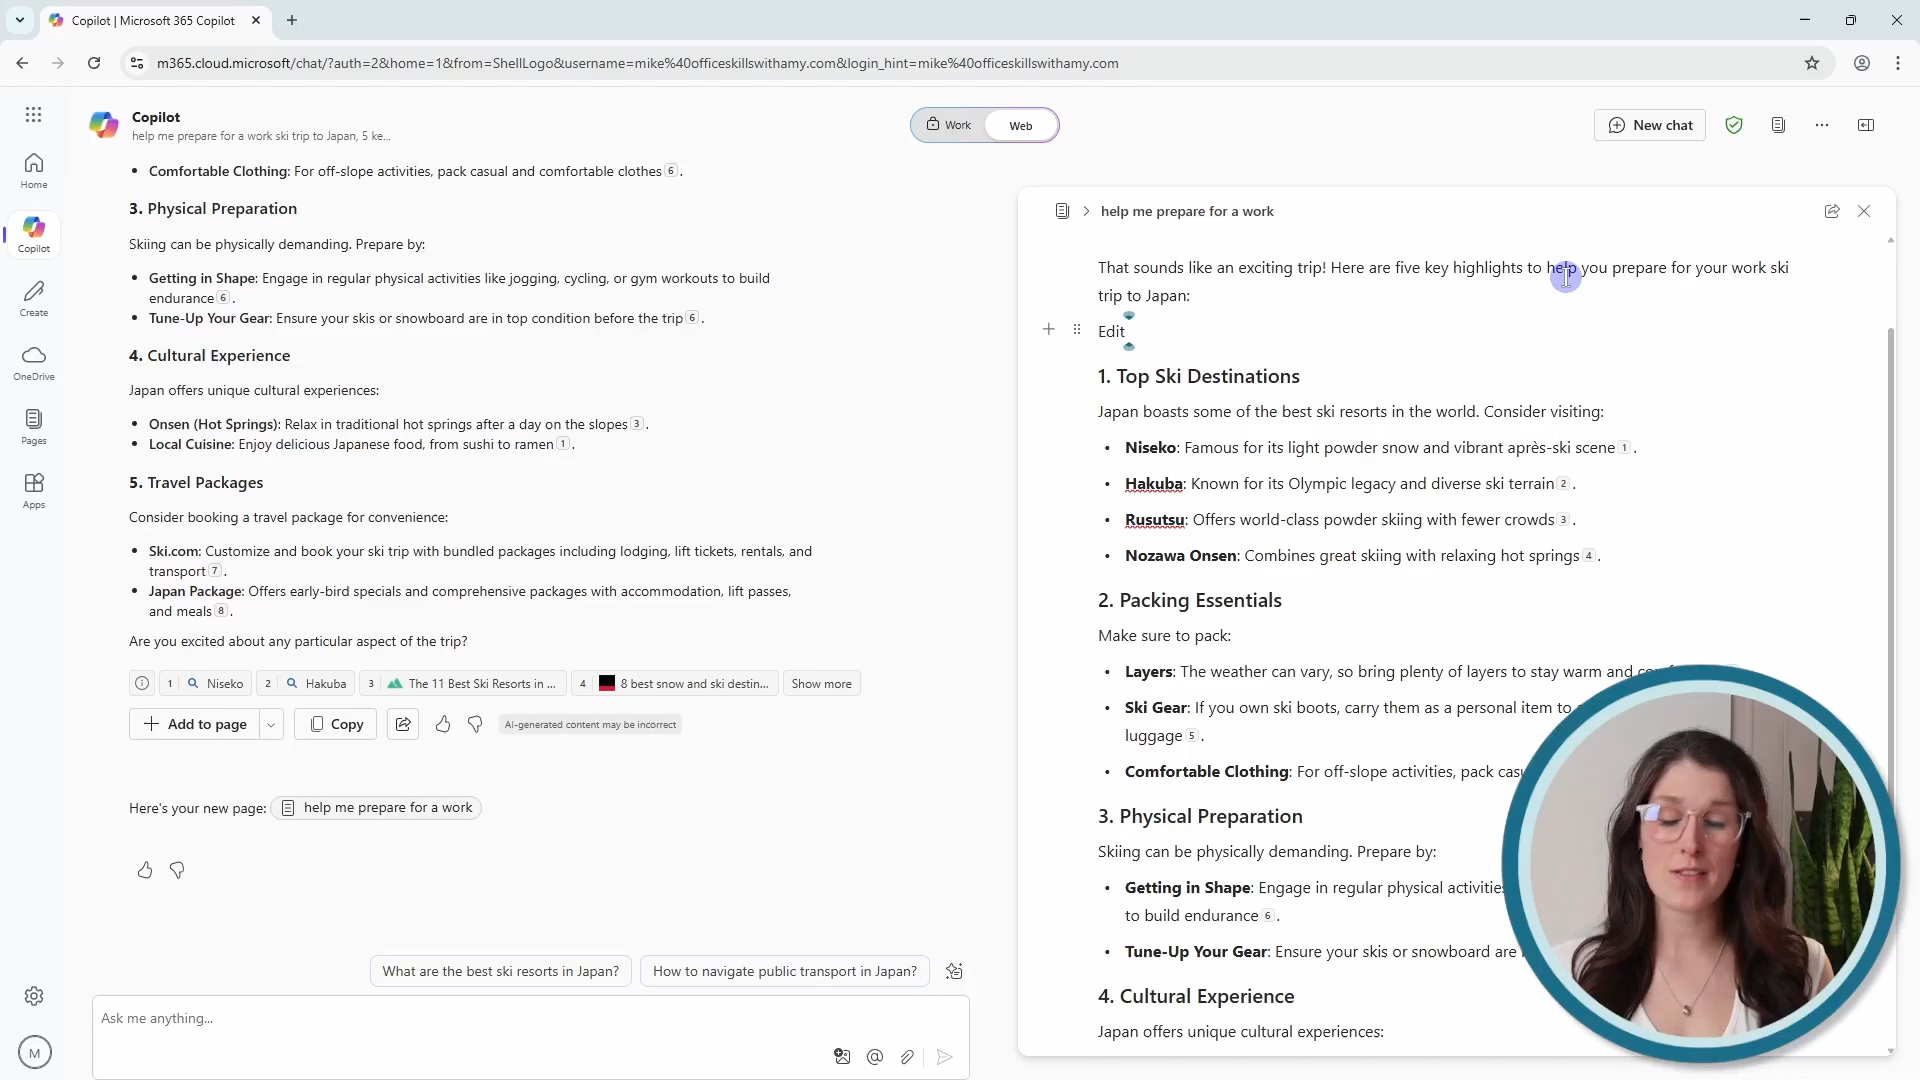 Copilot | Microsoft 365 Copilot
m365.cloud.microsoft/chat/?auth=2&home=1&from=ShellLogo&username=mike%40officeskillswithamy.com&login_hint=mike%40officeskillswithamy.com
Home
Copilot
Create
OneDrive
Pages
Apps
M
Copilot
help me prepare for a work ski trip to Japan, 5 ke...
Work
Web
New chat
• Comfortable Clothing: For off-slope activities, pack casual and comfortable clothes 6 .
3. Physical Preparation
Skiing can be physically demanding. Prepare by:
• Getting in Shape: Engage in regular physical activities like jogging, cycling, or gym workouts to build
endurance 6 .
• Tune-Up Your Gear: Ensure your skis or snowboard are in top condition before the trip 6 .
4. Cultural Experience
Japan offers unique cultural experiences:
• Onsen (Hot Springs): Relax in traditional hot springs after a day on the slopes 3 .
• Local Cuisine: Enjoy delicious Japanese food, from sushi to ramen 1 .
5. Travel Packages
Consider booking a travel package for convenience:
• Ski.com: Customize and book your ski trip with bundled packages including lodging, lift tickets, rentals, and
transport 7 .
• Japan Package: Offers early-bird specials and comprehensive packages with accommodation, lift passes,
and meals 8 .
Are you excited about any particular aspect of the trip?
1 Niseko 2 Hakuba 3 The 11 Best Ski Resorts in ... 4 8 best snow and ski destin... Show more
Add to page Copy AI-generated content may be incorrect
Here's your new page: help me prepare for a work
What are the best ski resorts in Japan? How to navigate public transport in Japan?
Ask me anything...
help me prepare for a work
That sounds like an exciting trip! Here are five key highlights to help you prepare for your work ski
trip to Japan:
Edit
1. Top Ski Destinations
Japan boasts some of the best ski resorts in the world. Consider visiting:
• Niseko: Famous for its light powder snow and vibrant après-ski scene 1 .
• Hakuba: Known for its Olympic legacy and diverse ski terrain 2 .
• Rusutsu: Offers world-class powder skiing with fewer crowds 3 .
• Nozawa Onsen: Combines great skiing with relaxing hot springs 4 .
2. Packing Essentials
Make sure to pack:
• Layers: The weather can vary, so bring plenty of layers to stay warm and
• Ski Gear: If you own ski boots, carry them as a personal item to
luggage 5 .
• Comfortable Clothing: For off-slope activities, pack
3. Physical Preparation
Skiing can be physically demanding. Prepare by:
• Getting in Shape: Engage in regular physical activities
to build endurance 6 .
• Tune-Up Your Gear: Ensure your skis or snowboard are
4. Cultural Experience
Japan offers unique cultural experiences: